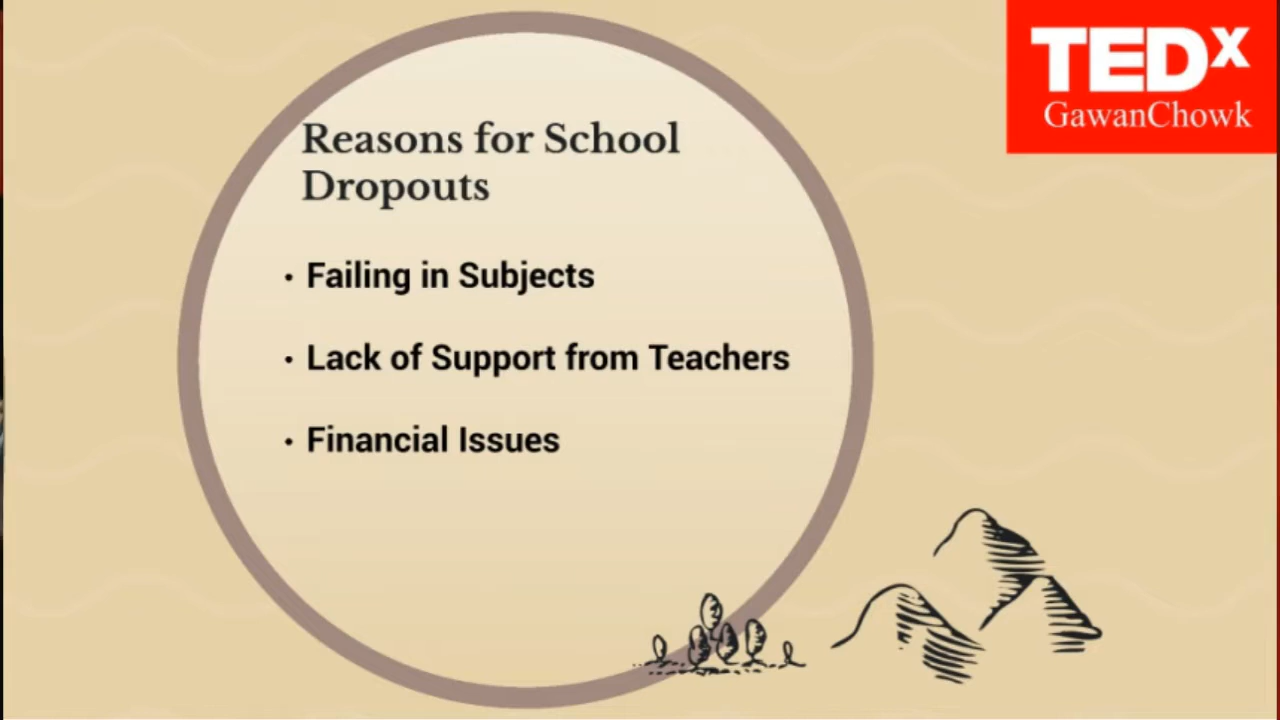 TEDx
GawanChowk
Reasons for School
Dropouts
· Failing in Subjects
· Lack of Support from Teachers
· Financial Issues